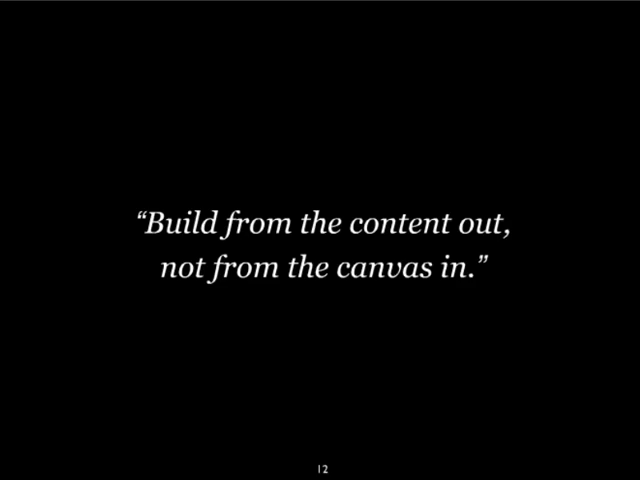 “Build from the content out,
not from the canvas in.”
12